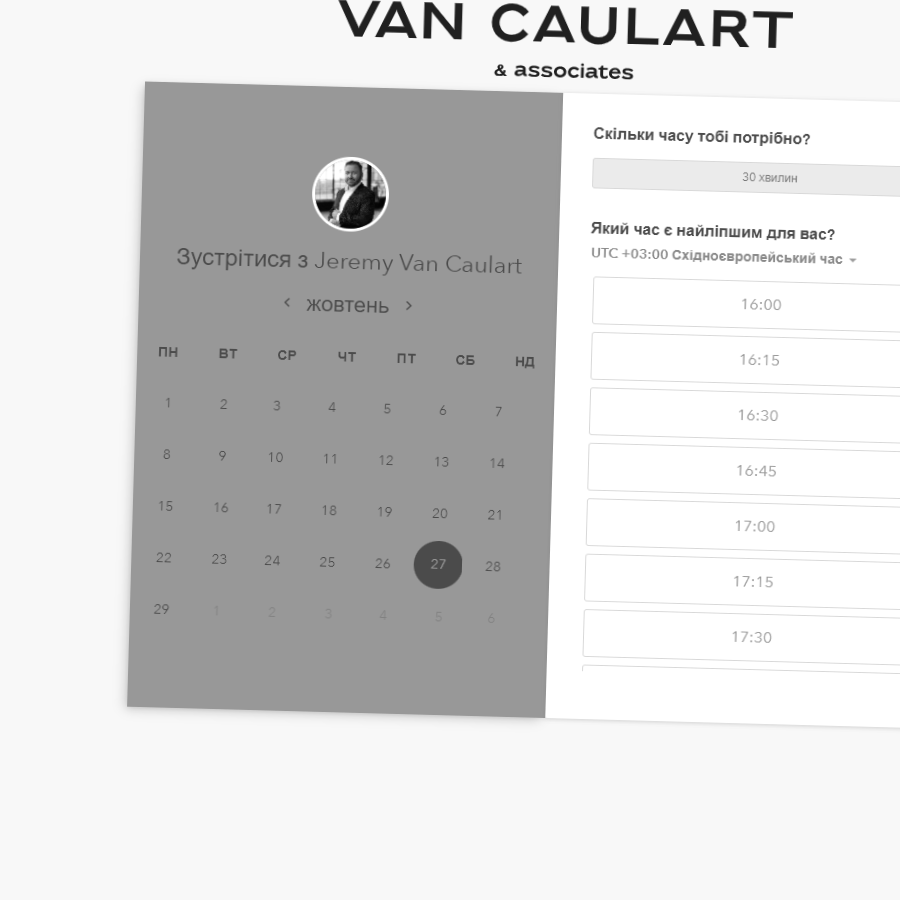 VAN CAULART
& associates
Зустрітися з Jeremy Van Caulart
жовтень
ПН ВТ СР ЧТ ПТ СБ НД
1 2 3 4 5 6 7
8 9 10 11 12 13 14
15 16 17 18 19 20 21
22 23 24 25 26 27 28
29 1 2 3 4 5 6
Скільки часу тобі потрібно?
30 хвилин
Який час є найліпшим для вас?
UTC +03:00 Східноєвропейський час
16:00
16:15
16:30
16:45
17:00
17:15
17:30